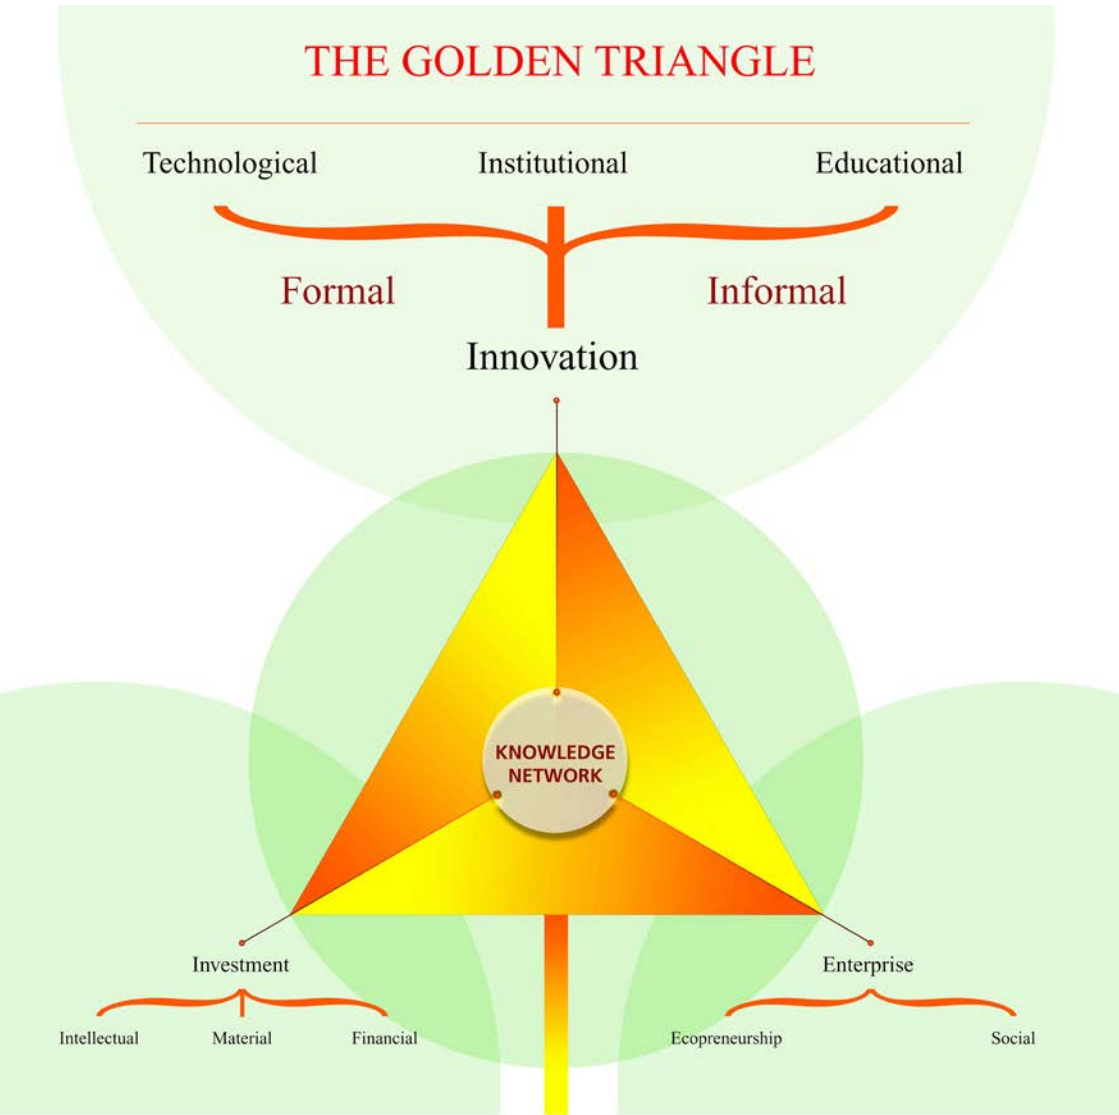 THE GOLDEN TRIANGLE
Technological Institutional Educational
Formal Informal
Innovation
KNOWLEDGE
NETWORK
Investment Enterprise
Intellectual Material Financial Ecopreneurship Social